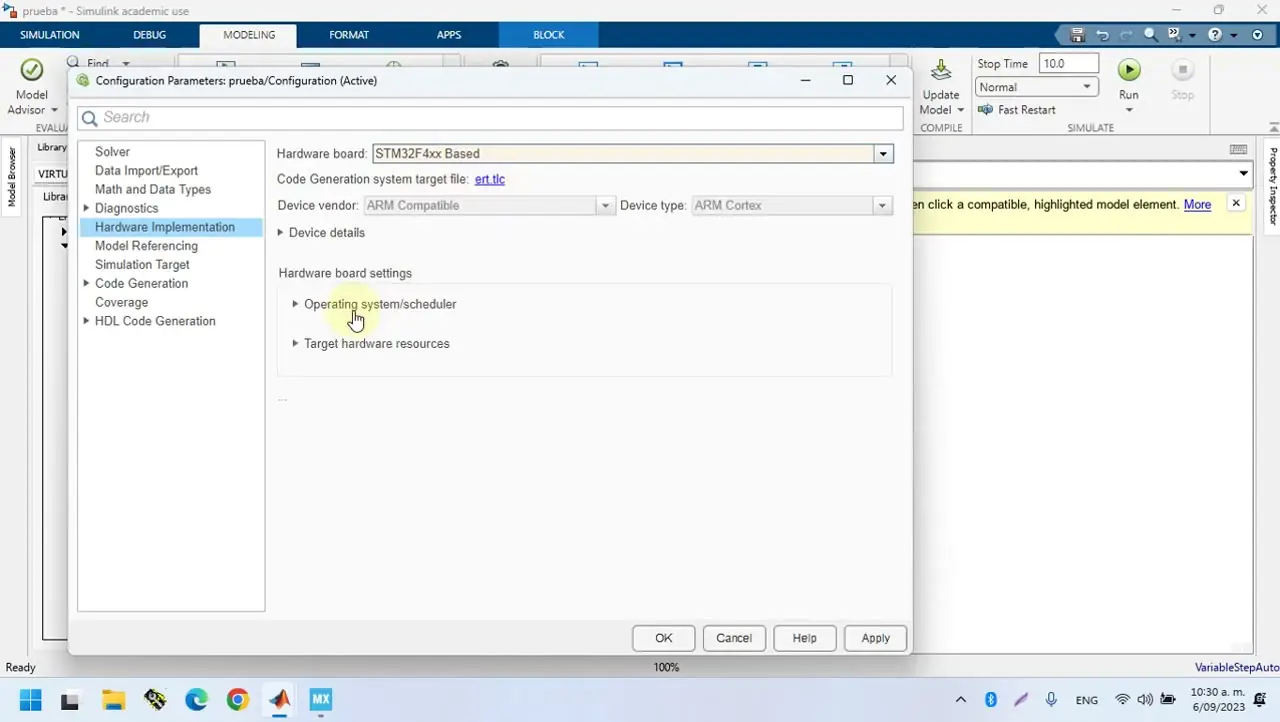 prueba * - Simulink academic use
SIMULATION DEBUG MODELING FORMAT APPS BLOCK
Find
Model
Advisor
EVALUA
Configuration Parameters: prueba/Configuration (Active)
Update
Model
COMPILE
Stop Time 10.0
Normal
Fast Restart
Run
Stop
SIMULATE
Model Browser
Library
VIRTU
Librar
Search
Solver
Data Import/Export
Math and Data Types
Diagnostics
Hardware Implementation
Model Referencing
Simulation Target
Code Generation
Coverage
HDL Code Generation
Hardware board: STM32F4xx Based
Code Generation system target file: ert.tlc
Device vendor: ARM Compatible Device type: ARM Cortex
Device details
Hardware board settings
Operating system/scheduler
Target hardware resources
...
OK Cancel Help Apply
en click a compatible, highlighted model element. More
Property Inspector
Ready 100% VariableStepAuto
MX
ENG
10:30 a. m.
6/09/2023